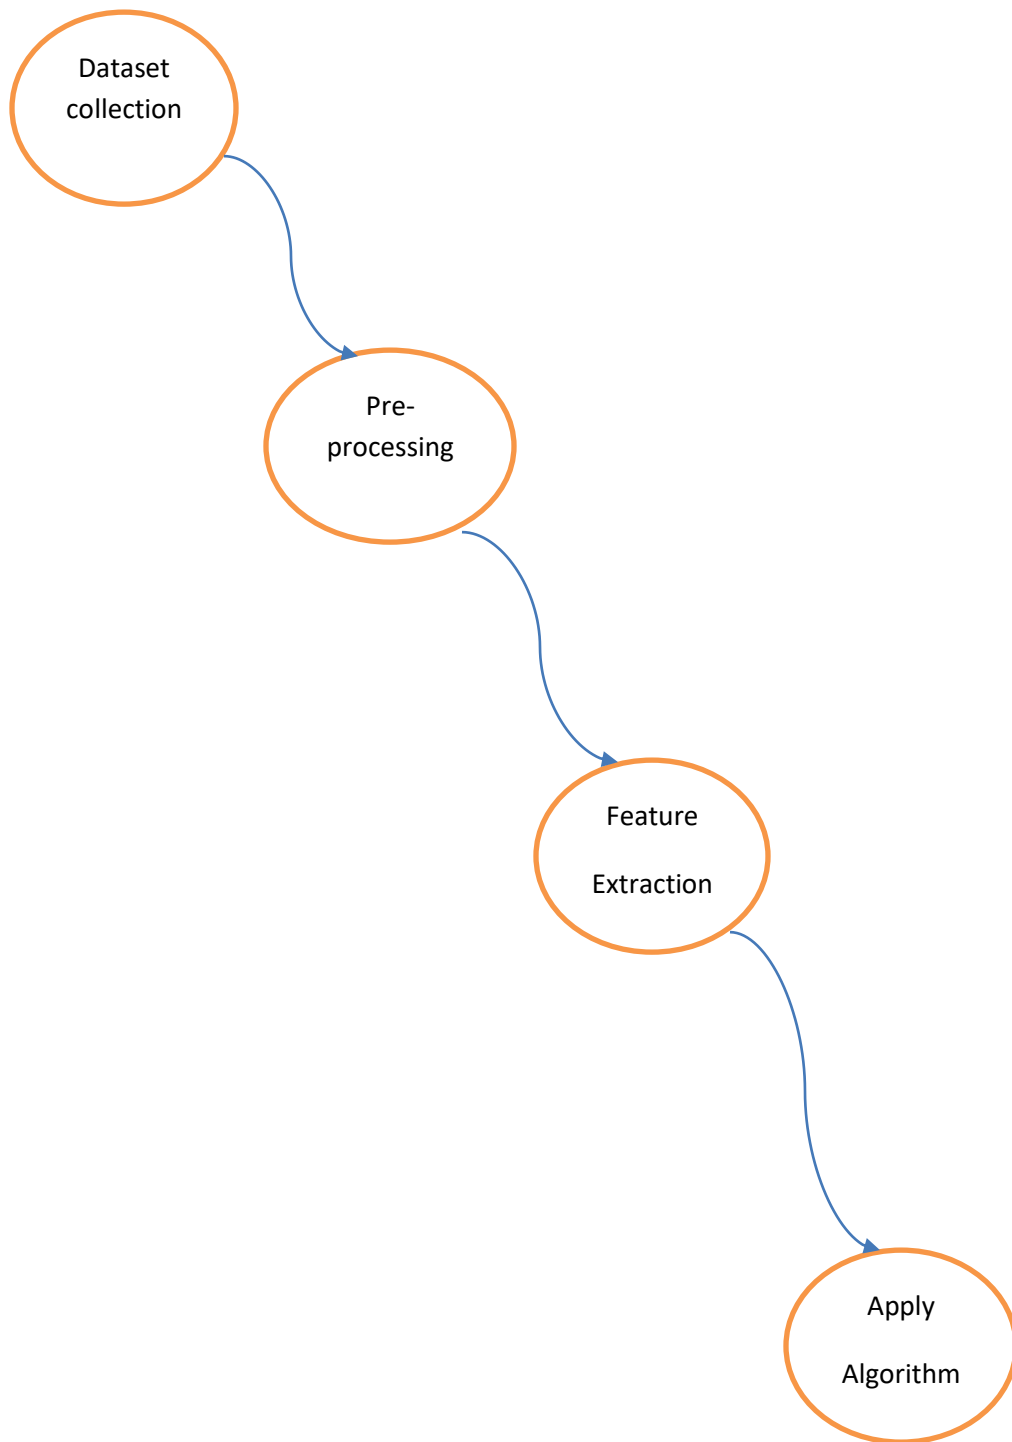 Dataset
collection
Pre-
processing
Feature
Extraction
Apply
Algorithm